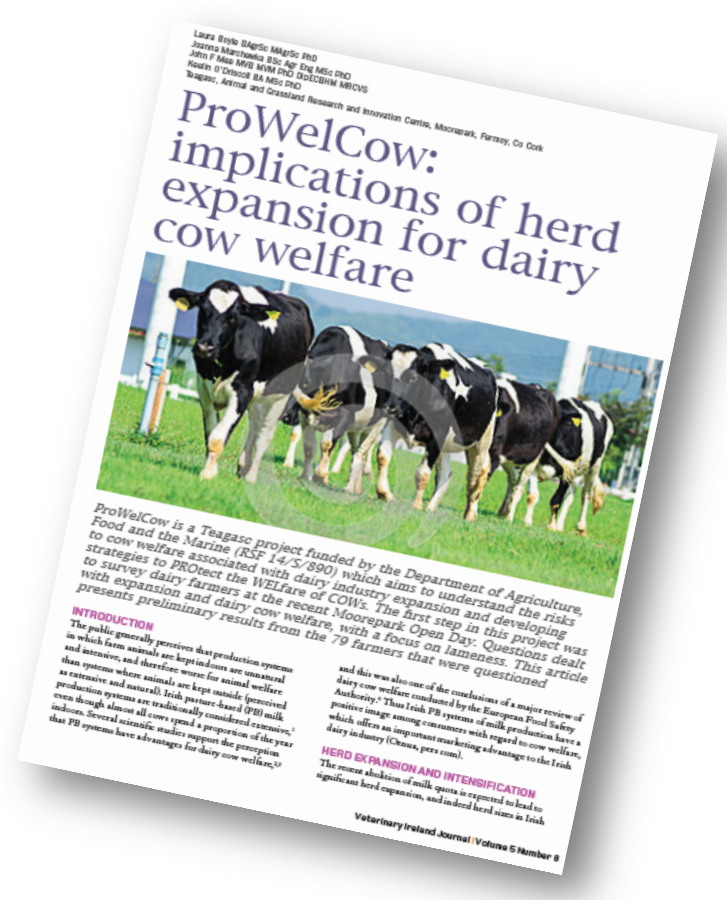 Laura Boyle BAgrSc MAgrSc PhD
Joanna Marchewka BSc Agr Eng MSc PhD
John F Mee MVB MVM PhD DipECBHM MRCVS
Keelin O'Driscoll BA MSc PhD
Teagasc, Animal and Grassland Research and Innovation Centre, Moorepark, Fermoy, Co Cork
ProWelCow:
implications of herd
expansion for dairy
cow welfare
ProWelCow is a Teagasc project funded by the Department of Agriculture,
Food and the Marine (RSF 14/S/890) which aims to understand the risks
to cow welfare associated with dairy industry expansion and developing
strategies to PROtect the WELfare of COWs. The first step in this project was
to survey dairy farmers at the recent Moorepark Open Day. Questions dealt
with expansion and dairy cow welfare, with a focus on lameness. This article
presents preliminary results from the 79 farmers that were questioned
INTRODUCTION
The public generally perceives that production systems
in which farm animals are kept indoors are unnatural
and intensive, and therefore worse for animal welfare
than systems where animals are kept outside (perceived
as extensive and natural). Irish pasture-based (PB) milk
production systems are traditionally considered extensive,
even though almost all cows spend a proportion of the year
indoors. Several scientific studies support the perception
that PB systems have advantages for dairy cow welfare,
and this was also one of the conclusions of a major review of
dairy cow welfare conducted by the European Food Safety
Authority. Thus Irish PB systems of milk production have a
positive image among consumers with regard to cow welfare,
which offers an important marketing advantage to the Irish
dairy industry (Ornua, pers com).
HERD EXPANSION AND INTENSIFICATION
The recent abolition of milk quota is expected to lead to
significant herd expansion, and indeed herd sizes in Irish
Veterinary Ireland Journal | Volume 5 Number 8